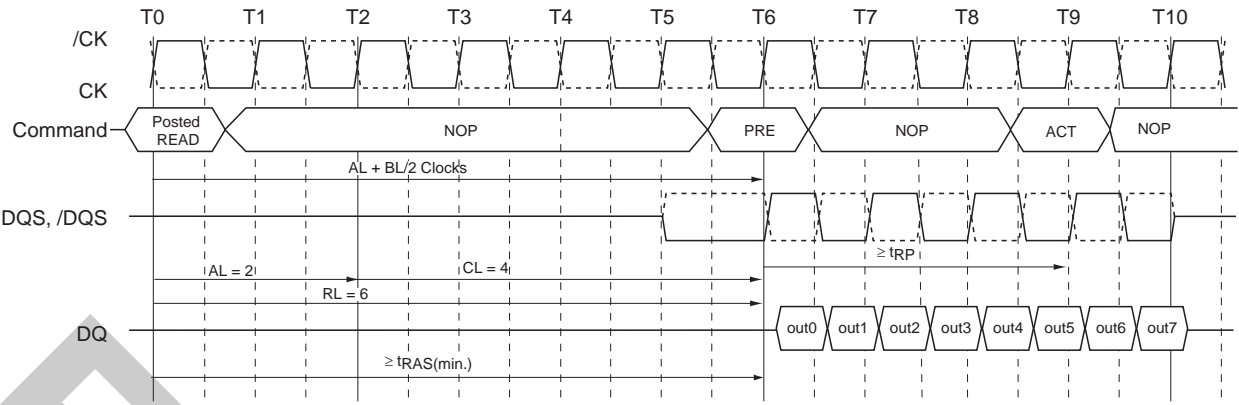 T0 T1 T2 T3 T4 T5 T6 T7 T8 T9 T10
/CK
CK
Command
Posted
READ
NOP
PRE
NOP
ACT
NOP
AL + BL/2 Clocks
DQS, /DQS
≥ tRP
AL = 2
CL = 4
RL = 6
DQ
out0 out1 out2 out3 out4 out5 out6 out7
≥ tRAS(min.)